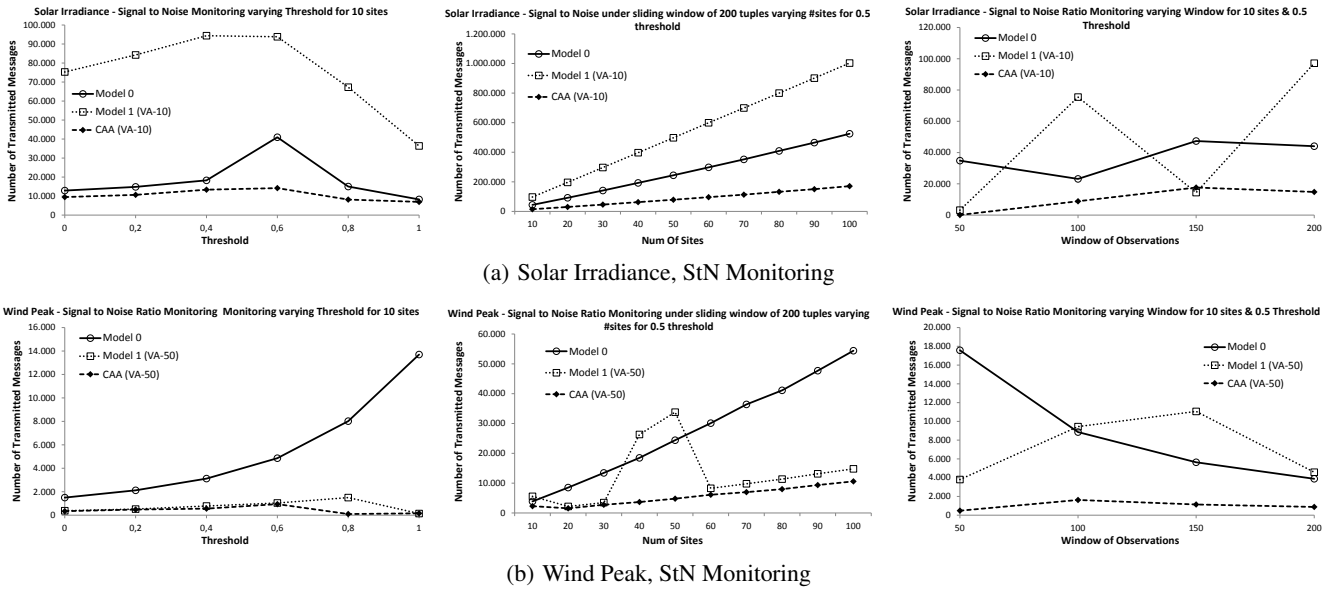 Solar Irradiance - Signal to Noise Monitoring varying Threshold for 10 sites
Number of Transmitted Messages
100.000
90.000
80.000
70.000
60.000
50.000
40.000
30.000
20.000
10.000
0
Model 0
Model 1 (VA-10)
CAA (VA-10)
0 0,2 0,4 0,6 0,8 1
Threshold
Solar Irradiance - Signal to Noise under sliding window of 200 tuples varying #sites for 0.5
threshold
Number of Transmitted Messages
1.200.000
1.000.000
800.000
600.000
400.000
200.000
0
Model 0
Model 1 (VA-10)
CAA (VA-10)
10 20 30 40 50 60 70 80 90 100
Num Of Sites
Solar Irradiance - Signal to Noise Ratio Monitoring varying Window for 10 sites & 0.5
Threshold
Number of Transmitted Messages
120.000
100.000
80.000
60.000
40.000
20.000
0
Model 0
Model 1 (VA-10)
CAA (VA-10)
50 100 150 200
Window of Observations
(a) Solar Irradiance, StN Monitoring
Wind Peak - Signal to Noise Ratio Monitoring Monitoring varying Threshold for 10 sites
Number of Transmitted Messages
16.000
14.000
12.000
10.000
8.000
6.000
4.000
2.000
0
Model 0
Model 1 (VA-50)
CAA (VA-50)
0 0,2 0,4 0,6 0,8 1
Threshold
Wind Peak - Signal to Noise Ratio Monitoring under sliding window of 200 tuples varying
#sites for 0.5 threshold
Number of Transmitted Messages
60.000
50.000
40.000
30.000
20.000
10.000
0
Model 0
Model 1 (VA-50)
CAA (VA-50)
10 20 30 40 50 60 70 80 90 100
Num of Sites
Wind Peak - Signal to Noise Ratio Monitoring varying Window for 10 sites & 0.5 Threshold
Number of Transmitted Messages
20.000
18.000
16.000
14.000
12.000
10.000
8.000
6.000
4.000
2.000
0
Model 0
Model 1 (VA-50)
CAA (VA-50)
50 100 150 200
Window of Observations
(b) Wind Peak, StN Monitoring